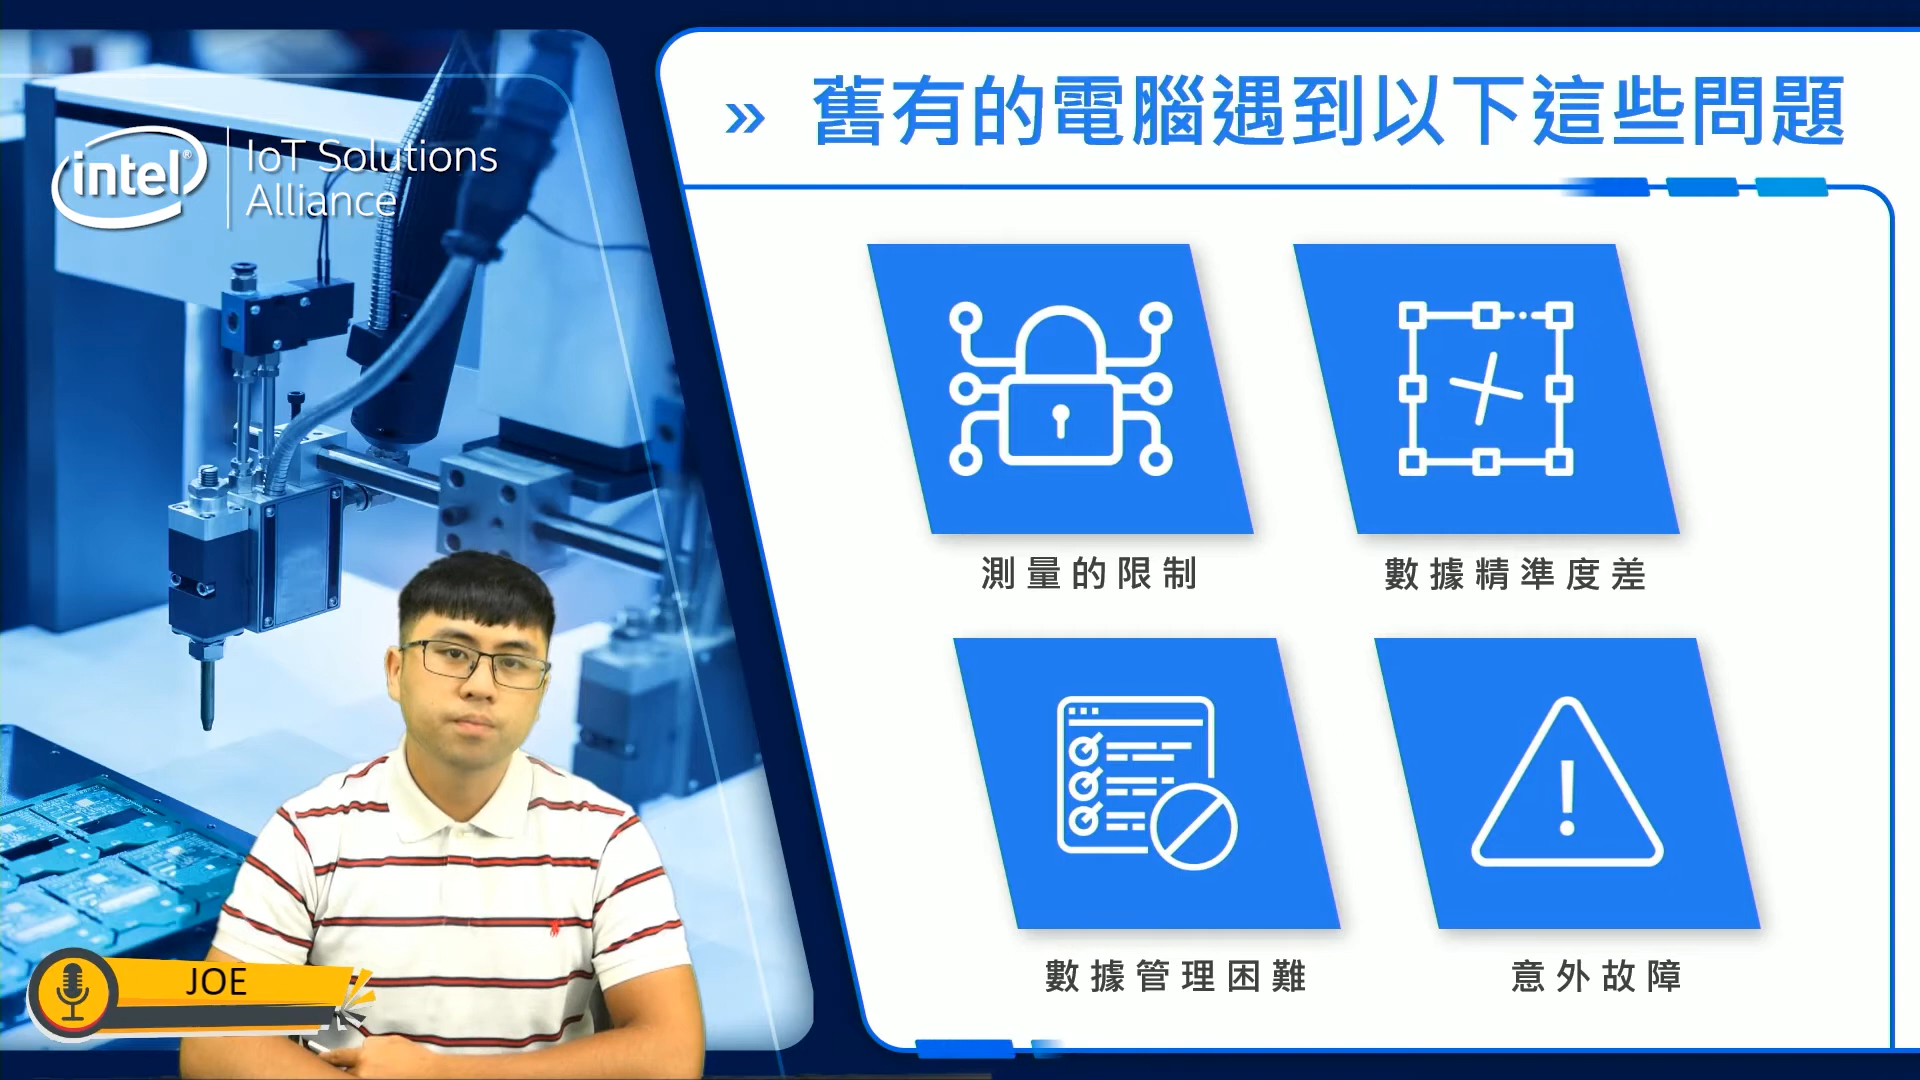 intel®
IoT Solutions
Alliance
» 舊有的電腦遇到以下這些問題
測量的限制
數據精準度差
數據管理困難
意外故障
JOE